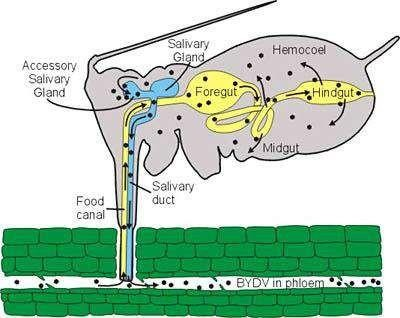 Salivary
Gland
Hemocoel
Accessory
Salivary
Gland
Foregut
Hindgut
Midgut
Salivary
duct
Food
canal
BYDV in phloem